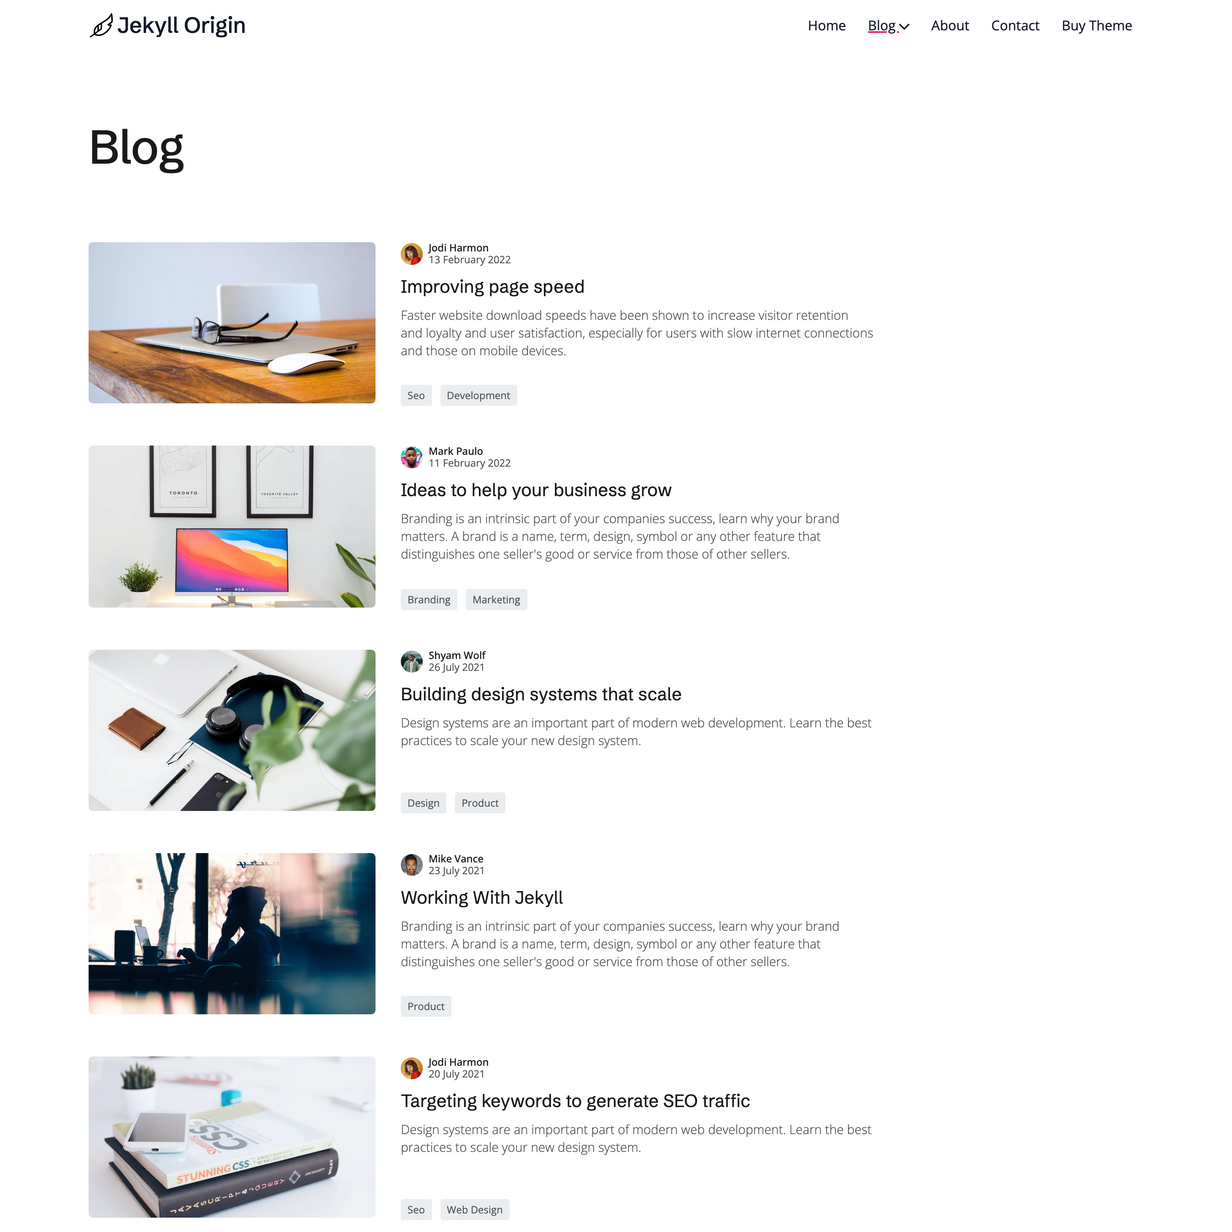 Jekyll Origin
Home Blog About Contact Buy Theme
Blog
Jodi Harmon
13 February 2022
Improving page speed
Faster website download speeds have been shown to increase visitor retention
and loyalty and user satisfaction, especially for users with slow internet connections
and those on mobile devices.
Seo Development
TORONTO
YOSEMITE VALLEY
Mark Paulo
11 February 2022
Ideas to help your business grow
Branding is an intrinsic part of your companies success, learn why your brand
matters. A brand is a name, term, design, symbol or any other feature that
distinguishes one seller's good or service from those of other sellers.
Branding Marketing
Shyam Wolf
26 July 2021
Building design systems that scale
Design systems are an important part of modern web development. Learn the best
practices to scale your new design system.
Design Product
Mike Vance
23 July 2021
Working With Jekyll
Branding is an intrinsic part of your companies success, learn why your brand
matters. A brand is a name, term, design, symbol or any other feature that
distinguishes one seller's good or service from those of other sellers.
Product
CSS
STUNNING CSS
JAVASCRIPT & JQUERY
Jodi Harmon
20 July 2021
Targeting keywords to generate SEO traffic
Design systems are an important part of modern web development. Learn the best
practices to scale your new design system.
Seo Web Design